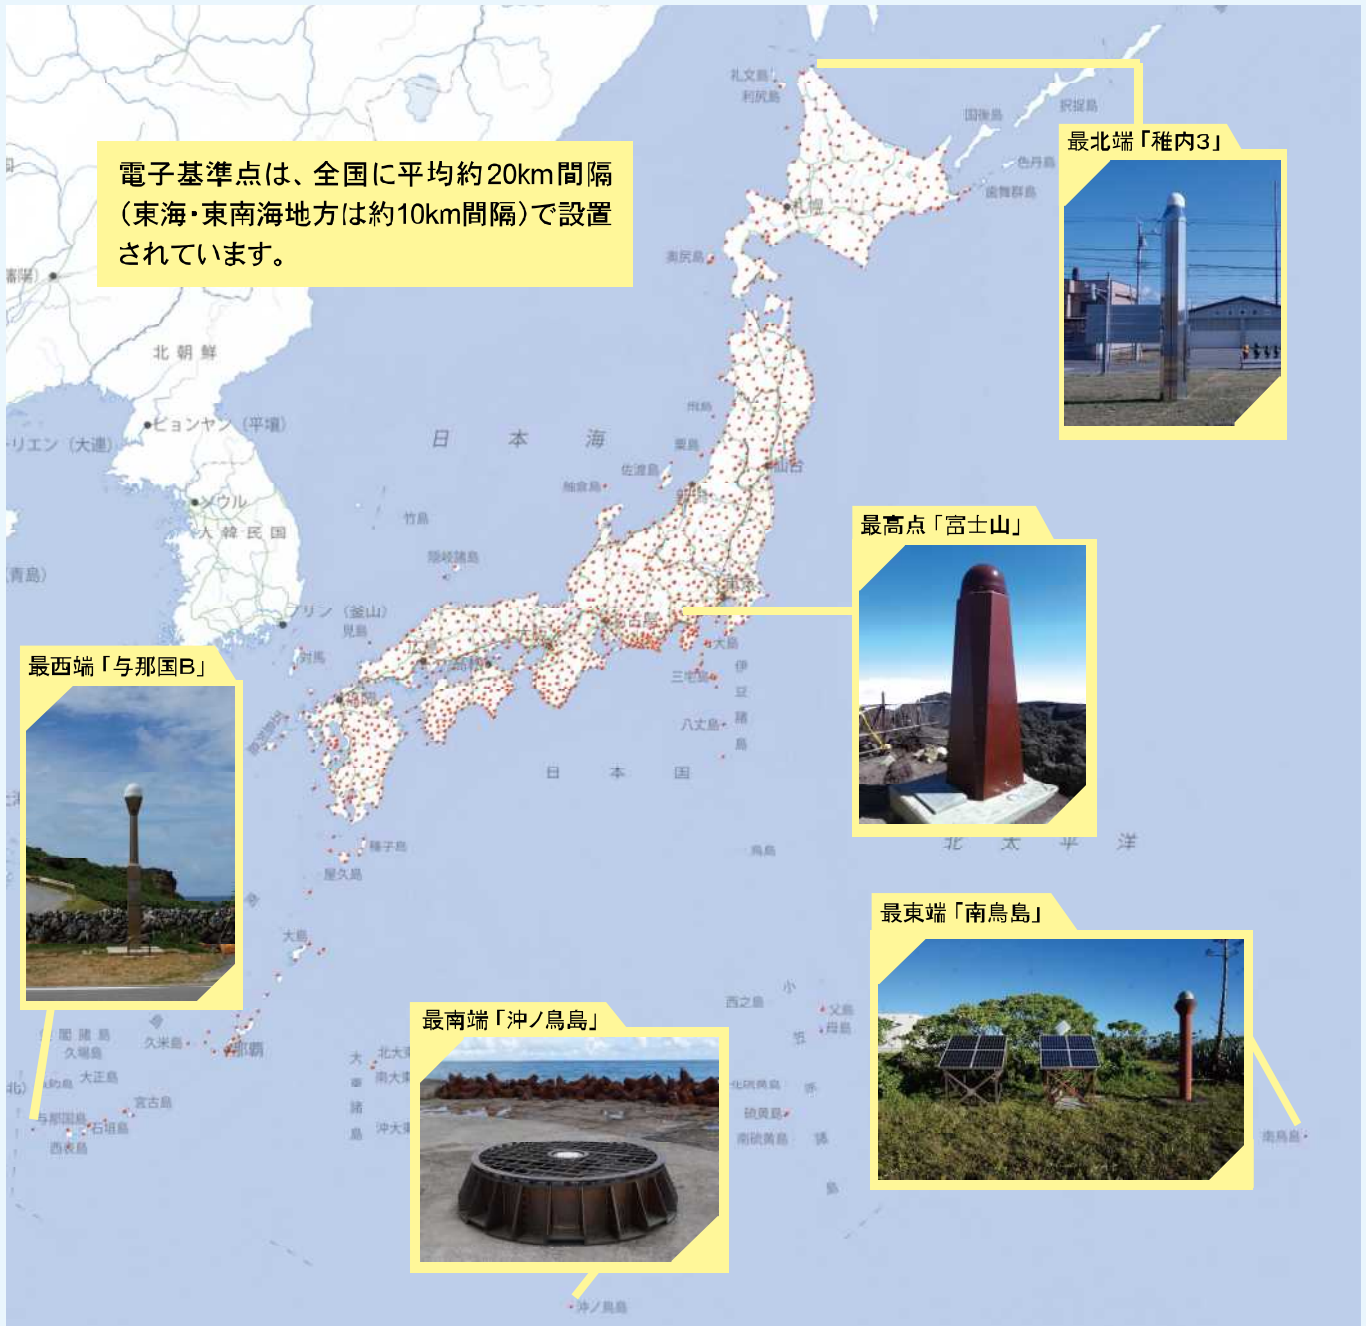 礼文島
利尻島
国後島
択捉島
色丹島
歯舞群島
最北端「稚内3」
電子基準点は、全国に平均約20km間隔
（東海・東南海地方は約10km間隔）で設置
されています。
札幌
奥尻島
瀋陽）
北朝鮮
ピョンヤン（平壌）
リエン（大連）
日本海
飛島
粟島
佐渡島
舳倉島
仙台
新潟
ソウル
大韓民国
竹島
隠岐諸島
（青島）
プサン（釜山）
見島
対馬
最高点「富士山」
東京
名古屋
大阪
広島
高松
福岡
大島
三宅島
八丈島
伊豆諸島
鳥島
日本国
北太平洋
最西端「与那国B」
種子島
屋久島
大島
最東端「南鳥島」
西之島
父島
母島
北硫黄島
硫黄島
南硫黄島
南鳥島
最南端「沖ノ鳥島」
久米島
那覇
久場島
大正島
宮古島
与那国島
石垣島
西表島
大東諸島
北大東
南大東
沖大東
沖ノ鳥島